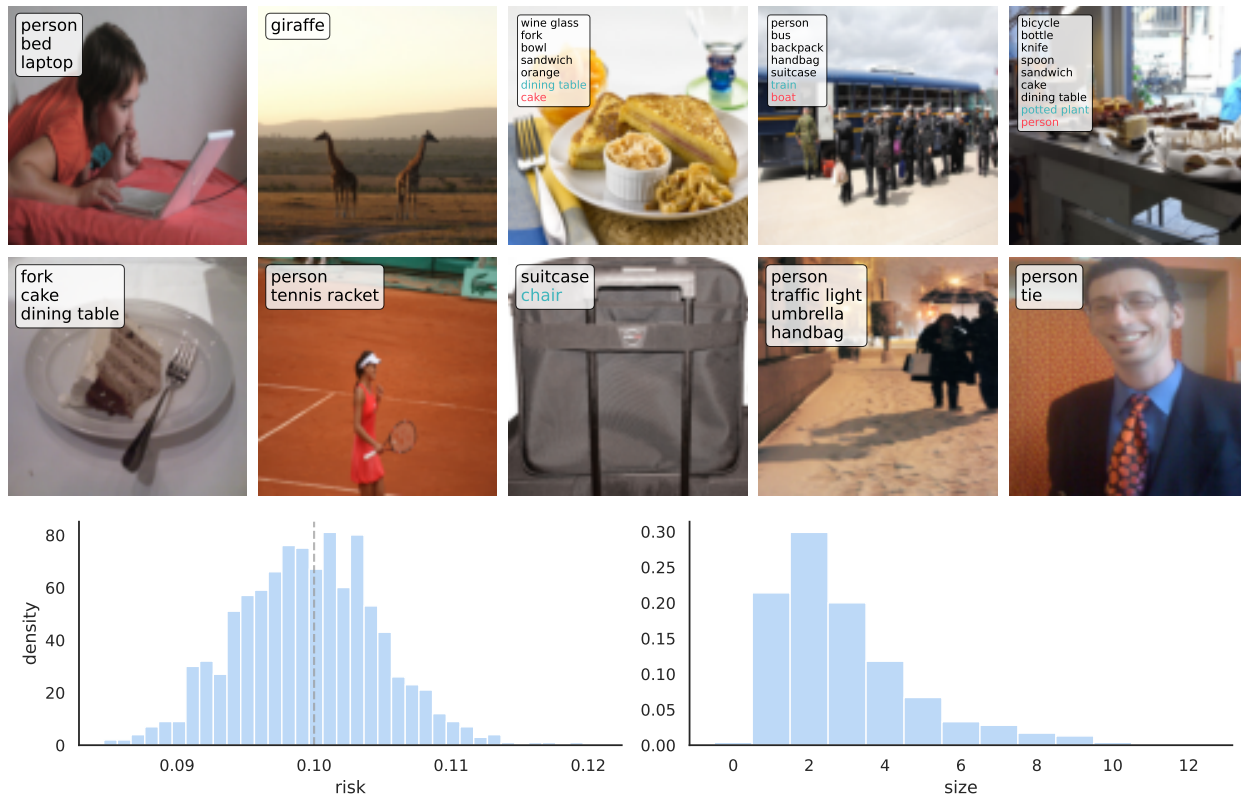 person
bed
laptop
giraffe
wine glass
fork
bowl
sandwich
orange
dining table
cake
person
bus
backpack
handbag
suitcase
train
boat
bicycle
bottle
knife
spoon
sandwich
cake
dining table
potted plant
person
fork
cake
dining table
person
tennis racket
suitcase
chair
person
traffic light
umbrella
handbag
person
tie
density
80
60
40
20
0
0.09 0.10 0.11 0.12
risk
0.30
0.25
0.20
0.15
0.10
0.05
0.00
0 2 4 6 8 10 12
size